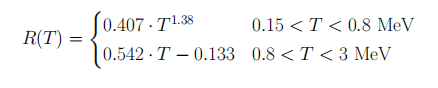 R(T) = { 0.407 · T^1.38   0.15 < T < 0.8 MeV
0.542 · T − 0.133   0.8 < T < 3 MeV